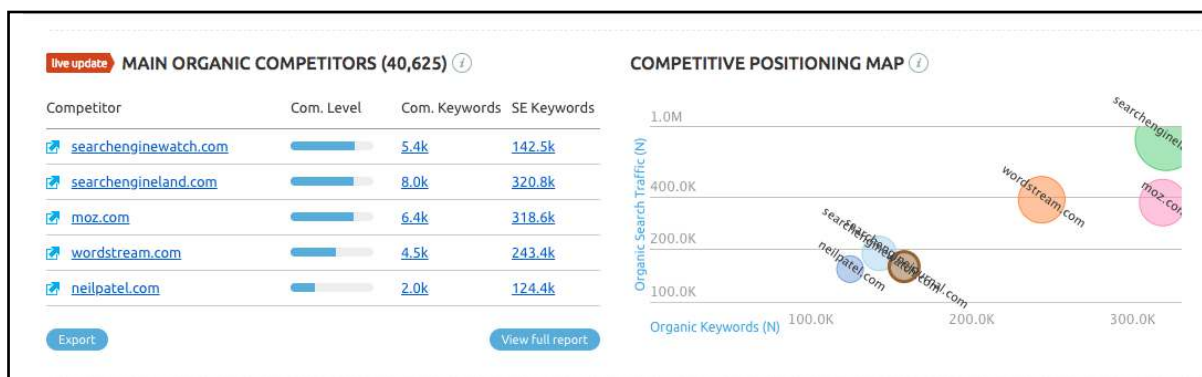 live update MAIN ORGANIC COMPETITORS (40,625) i
Competitor Com. Level Com. Keywords SE Keywords
searchenginewatch.com 5.4k 142.5k
searchengineland.com 8.0k 320.8k
moz.com 6.4k 318.6k
wordstream.com 4.5k 243.4k
neilpatel.com 2.0k 124.4k
Export View full report
COMPETITIVE POSITIONING MAP i
Organic Search Traffic (N)
1.0M
400.0K
200.0K
100.0K
searchenginel
wordstream.com
moz.com
neilpatel.com
Organic Keywords (N) 100.0K 200.0K 300.0K